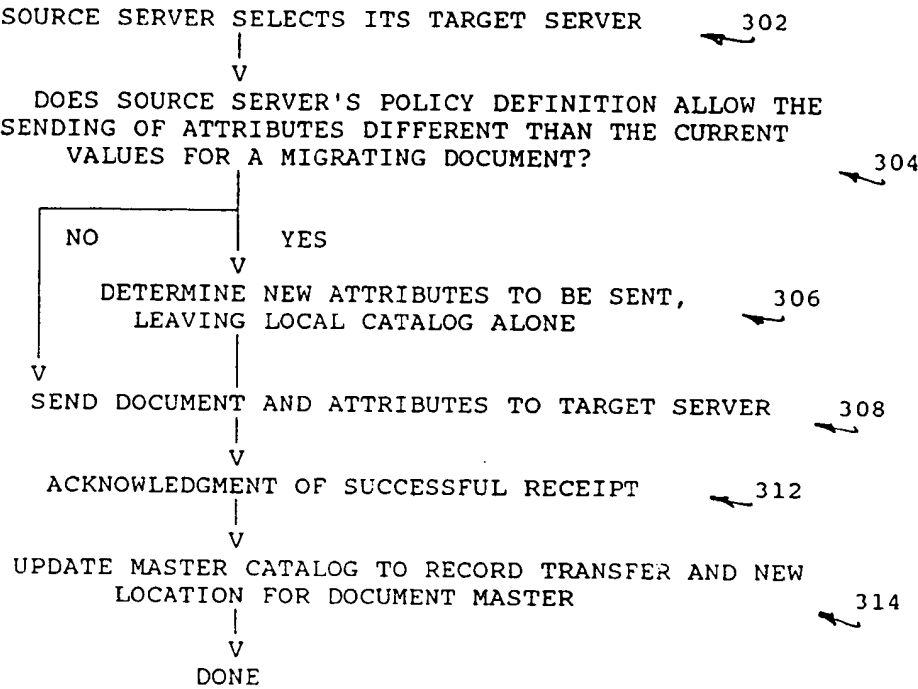 SOURCE SERVER SELECTS ITS TARGET SERVER 302
V
DOES SOURCE SERVER'S POLICY DEFINITION ALLOW THE
SENDING OF ATTRIBUTES DIFFERENT THAN THE CURRENT
VALUES FOR A MIGRATING DOCUMENT? 304
NO YES
V
DETERMINE NEW ATTRIBUTES TO BE SENT, 306
LEAVING LOCAL CATALOG ALONE
V
SEND DOCUMENT AND ATTRIBUTES TO TARGET SERVER 308
V
ACKNOWLEDGMENT OF SUCCESSFUL RECEIPT 312
V
UPDATE MASTER CATALOG TO RECORD TRANSFER AND NEW
LOCATION FOR DOCUMENT MASTER 314
V
DONE